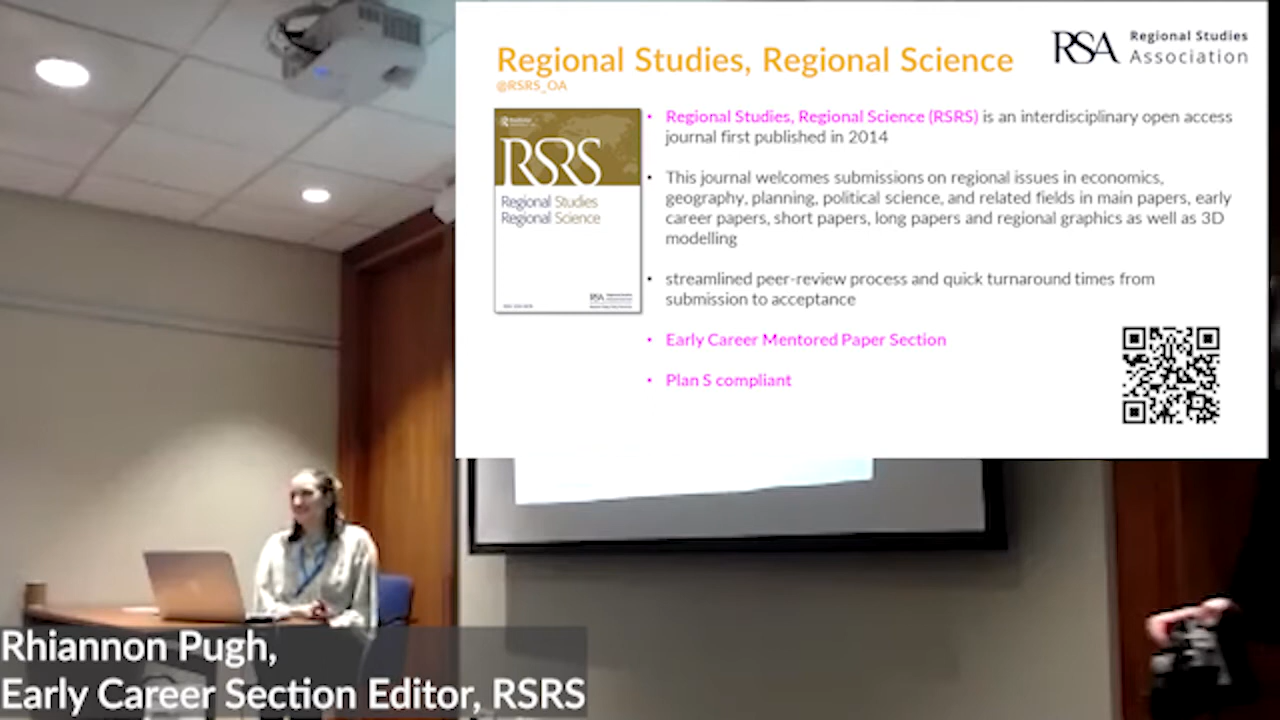 Regional Studies, Regional Science
@RSRS_OA
RSA Regional Studies
Association
RSRS
Regional Studies
Regional Science
RSA
• Regional Studies, Regional Science (RSRS) is an interdisciplinary open access
journal first published in 2014
• This journal welcomes submissions on regional issues in economics,
geography, planning, political science, and related fields in main papers, early
career papers, short papers, long papers and regional graphics as well as 3D
modelling
• streamlined peer-review process and quick turnaround times from
submission to acceptance
• Early Career Mentored Paper Section
• Plan S compliant
Rhiannon Pugh,
Early Career Section Editor, RSRS